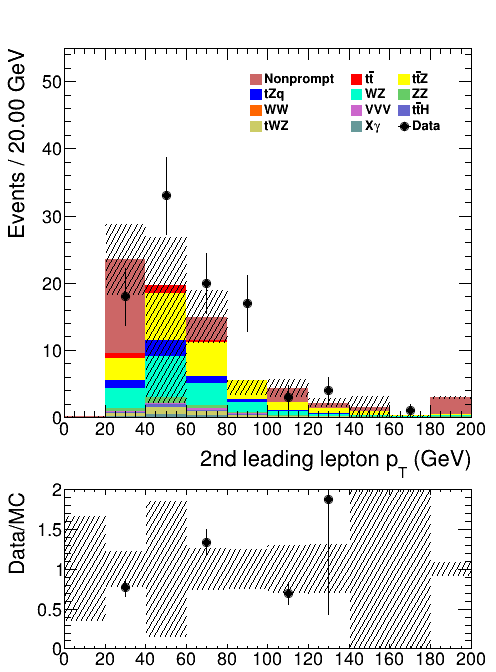 Events / 20.00 GeV
50
40
30
20
10
0
Nonprompt tt̄ tt̄Z
tZq WZ ZZ
WW VVV tt̄H
tWZ Xγ Data
0 20 40 60 80 100 120 140 160 180 200
2nd leading lepton p_T (GeV)
Data/MC
2
1.5
1
0.5
0
0 20 40 60 80 100 120 140 160 180 200